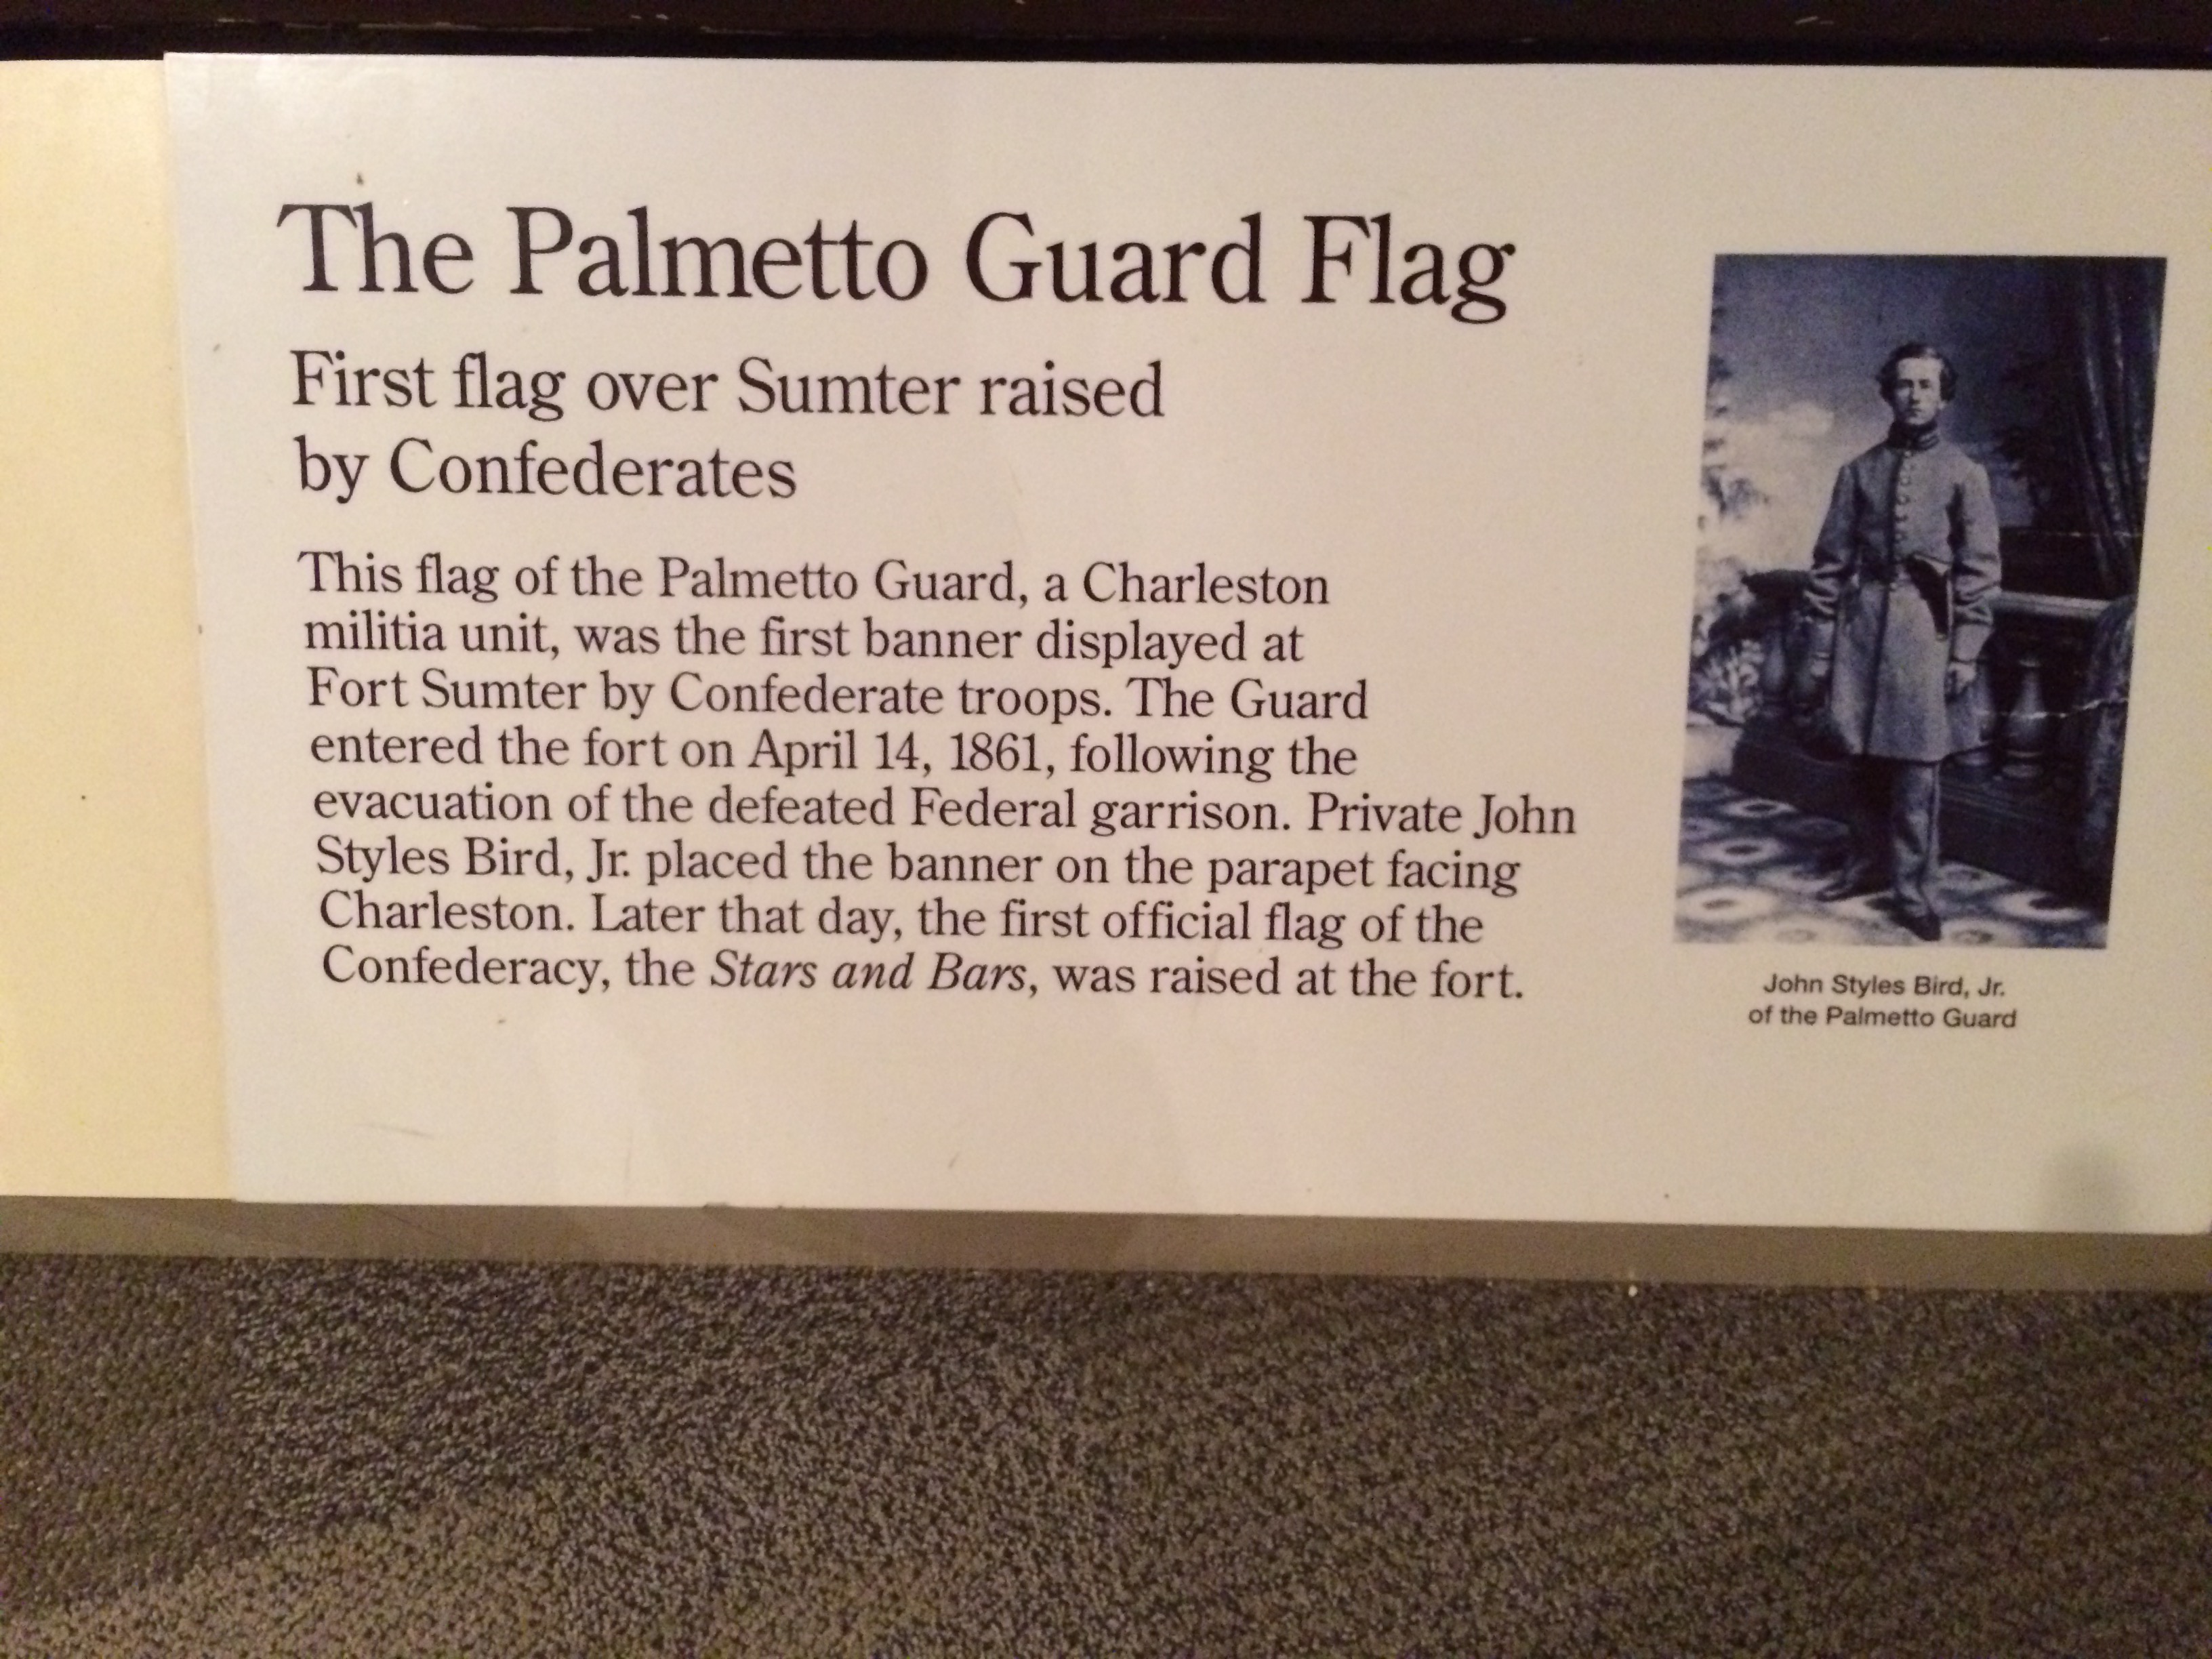 The Palmetto Guard Flag
First flag over Sumter raised
by Confederates
This flag of the Palmetto Guard, a Charleston
militia unit, was the first banner displayed at
Fort Sumter by Confederate troops. The Guard
entered the fort on April 14, 1861, following the
evacuation of the defeated Federal garrison. Private John
Styles Bird, Jr. placed the banner on the parapet facing
Charleston. Later that day, the first official flag of the
Confederacy, the Stars and Bars, was raised at the fort.
John Styles Bird, Jr.
of the Palmetto Guard